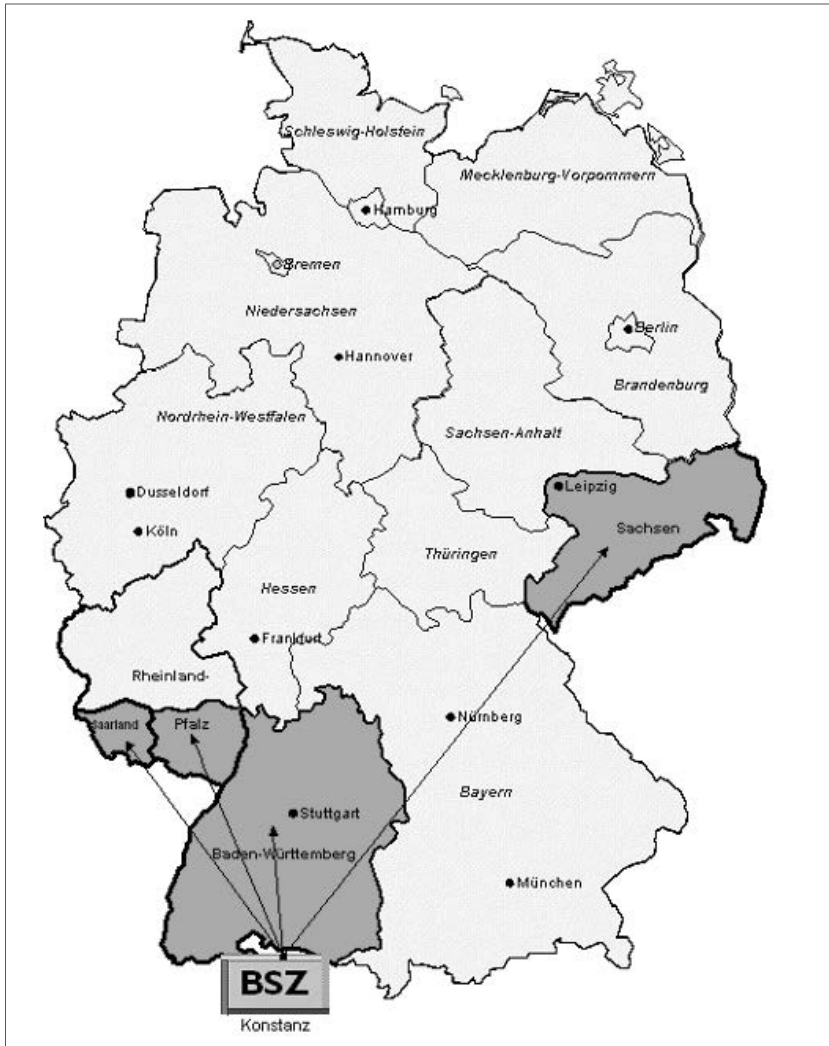 Schleswig-Holstein
Mecklenburg-Vorpommern
Hamburg
Bremen
Niedersachsen
Berlin
Hannover
Brandenburg
Nordrhein-Westfalen
Sachsen-Anhalt
Dusseldorf
Leipzig
Köln
Sachsen
Thüringen
Hessen
Frankfurt
Rheinland-
Saarland
Pfalz
Nürnberg
Bayern
Stuttgart
Baden-Württemberg
München
BSZ
Konstanz